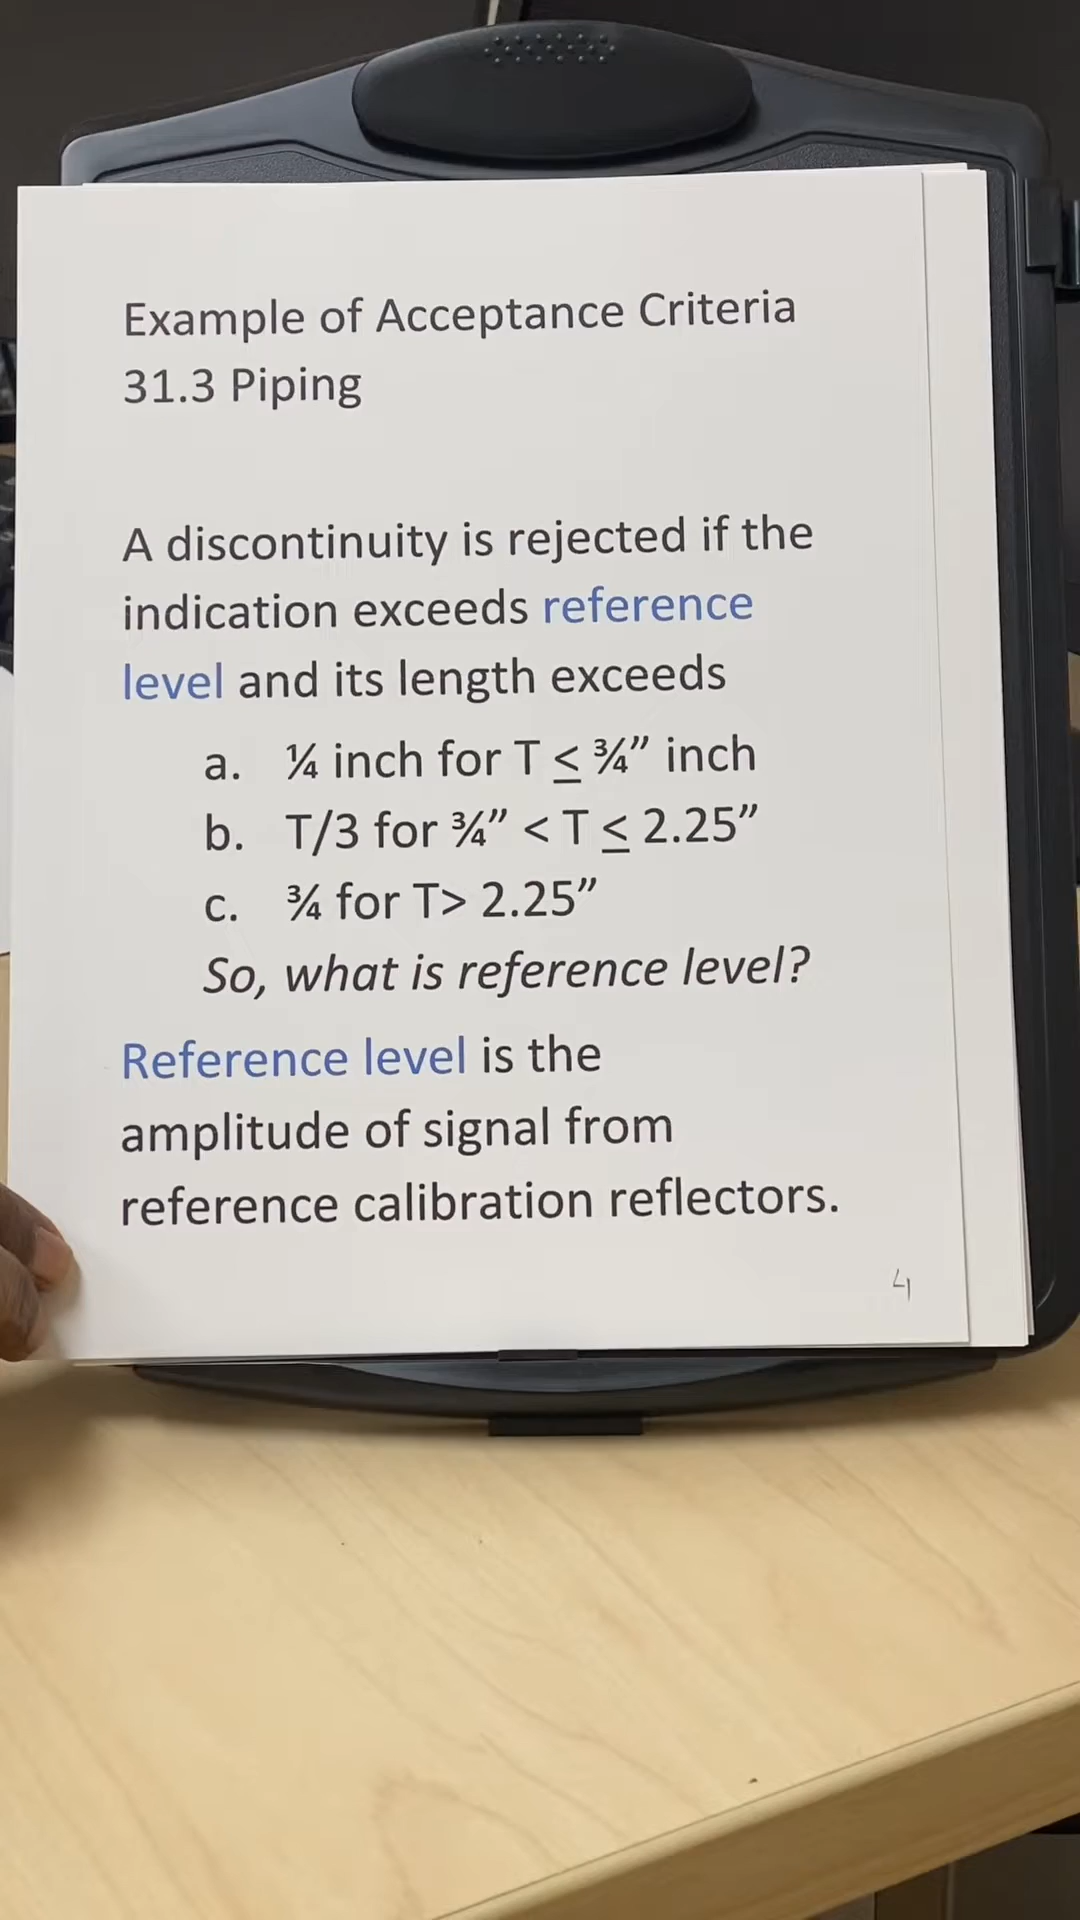 Example of Acceptance Criteria
31.3 Piping
A discontinuity is rejected if the
indication exceeds reference
level and its length exceeds
a. ¼ inch for T ≤ ¾” inch
b. T/3 for ¾” < T ≤ 2.25”
c. ¾ for T> 2.25”
So, what is reference level?
Reference level is the
amplitude of signal from
reference calibration reflectors.
4